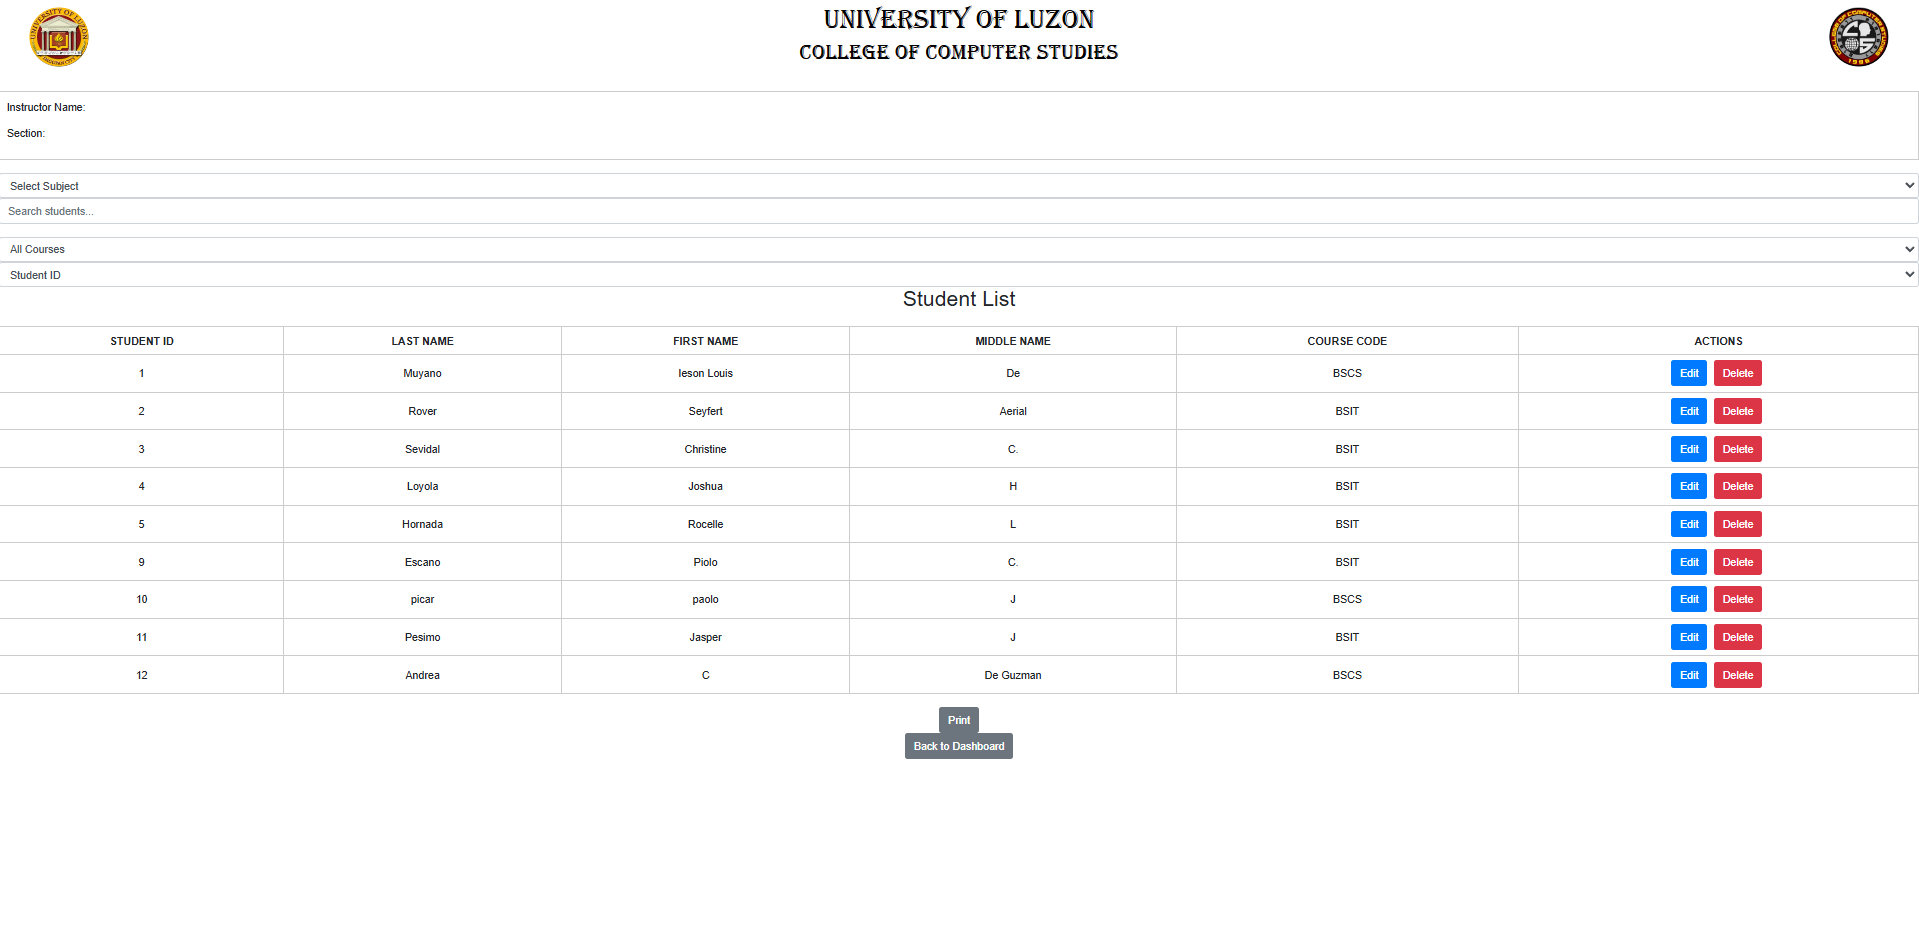 UNIVERSITY OF LUZON
COLLEGE OF COMPUTER STUDIES
Instructor Name:
Section:
Select Subject
Search students...
All Courses
Student ID
Student List
STUDENT ID LAST NAME FIRST NAME MIDDLE NAME COURSE CODE ACTIONS
1 Muyano Ieson Louis De BSCS Edit Delete
2 Rover Seyfert Aerial BSIT Edit Delete
3 Sevidal Christine C. BSIT Edit Delete
4 Loyola Joshua H BSIT Edit Delete
5 Hornada Rocelle L BSIT Edit Delete
9 Escano Piolo C. BSIT Edit Delete
10 picar paolo J BSCS Edit Delete
11 Pesimo Jasper J BSIT Edit Delete
12 Andrea C De Guzman BSCS Edit Delete
Print
Back to Dashboard